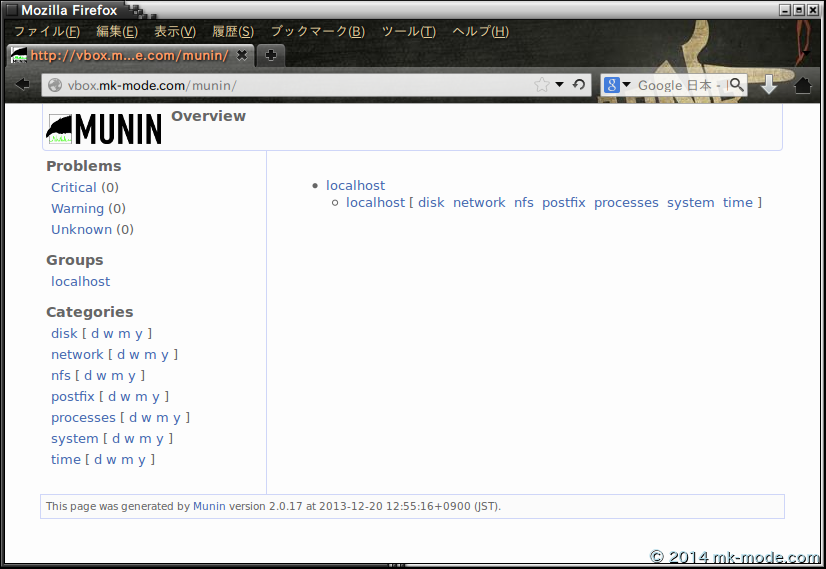 Mozilla Firefox
ファイル(F) 編集(E) 表示(V) 履歴(S) ブックマーク(B) ツール(T) ヘルプ(H)
http://vbox.m...e.com/munin/
vbox.mk-mode.com/munin/
8 Google 日本 -
MUNIN Overview
Problems
Critical (0)
Warning (0)
Unknown (0)
Groups
localhost
Categories
disk [ d w m y ]
network [ d w m y ]
nfs [ d w m y ]
postfix [ d w m y ]
processes [ d w m y ]
system [ d w m y ]
time [ d w m y ]
localhost
localhost [ disk network nfs postfix processes system time ]
This page was generated by Munin version 2.0.17 at 2013-12-20 12:55:16+0900 (JST).
© 2014 mk-mode.com